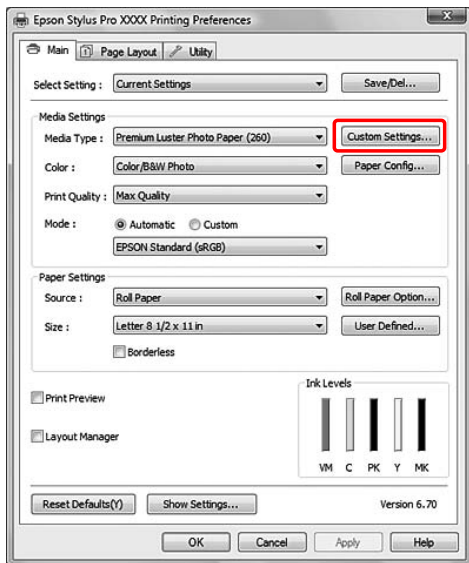 Epson Stylus Pro XXXX Printing Preferences
Main Page Layout Utility
Select Setting : Current Settings Save/Del...
Media Settings
Media Type : Premium Luster Photo Paper (260) Custom Settings...
Color : Color/B&W Photo Paper Config...
Print Quality : Max Quality
Mode : Automatic Custom
EPSON Standard (sRGB)
Paper Settings
Source : Roll Paper Roll Paper Option...
Size : Letter 8 1/2 x 11 in User Defined...
Borderless
Print Preview
Layout Manager
Ink Levels
VM C PK Y MK
Reset Defaults(Y) Show Settings... Version 6.70
OK Cancel Apply Help